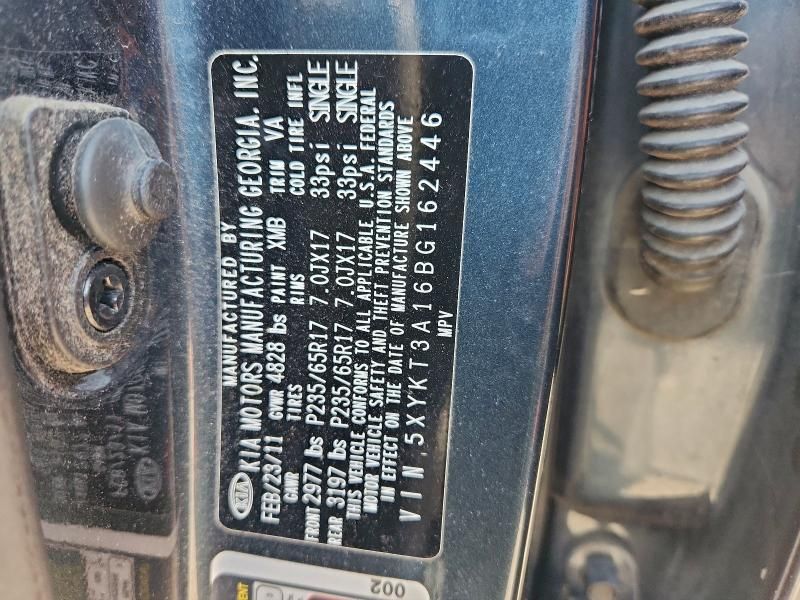 MANUFACTURED BY
KIA KIA MOTORS MANUFACTURING GEORGIA. INC.
FEB/23/11 GVWR 4828 lbs PAINT XMB TRIM VA
GAWR TIRES RIMS COLD TIRE INFL
FRONT 2977 lbs P235/65R17 7.0JX17 33psi SINGLE
REAR 3197 lbs P235/65R17 7.0JX17 33psi SINGLE
THIS VEHICLE CONFORMS TO ALL APPLICABLE U.S.A. FEDERAL
MOTOR VEHICLE SAFETY AND THEFT PREVENTION STANDARDS
IN EFFECT ON THE DATE OF MANUFACTURE SHOWN ABOVE
VIN.5XYKT3A16BG162446
MPV
002